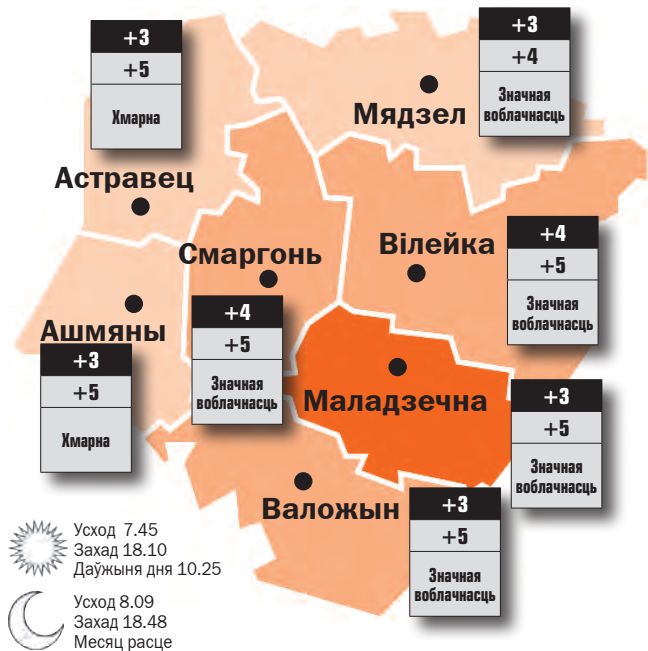 +3
+5
Хмарна
Астравец
+3
+4
Значная
воблачнасць
Мядзел
Смаргонь
+4
+5
Значная
воблачнасць
Вілейка
+4
+5
Значная
воблачнасць
Ашмяны
+3
+5
Хмарна
Маладзечна
+3
+5
Значная
воблачнасць
Валожын
+3
+5
Значная
воблачнасць
Усход 7.45
Захад 18.10
Даўжыня дня 10.25
Усход 8.09
Захад 18.48
Месяц расце